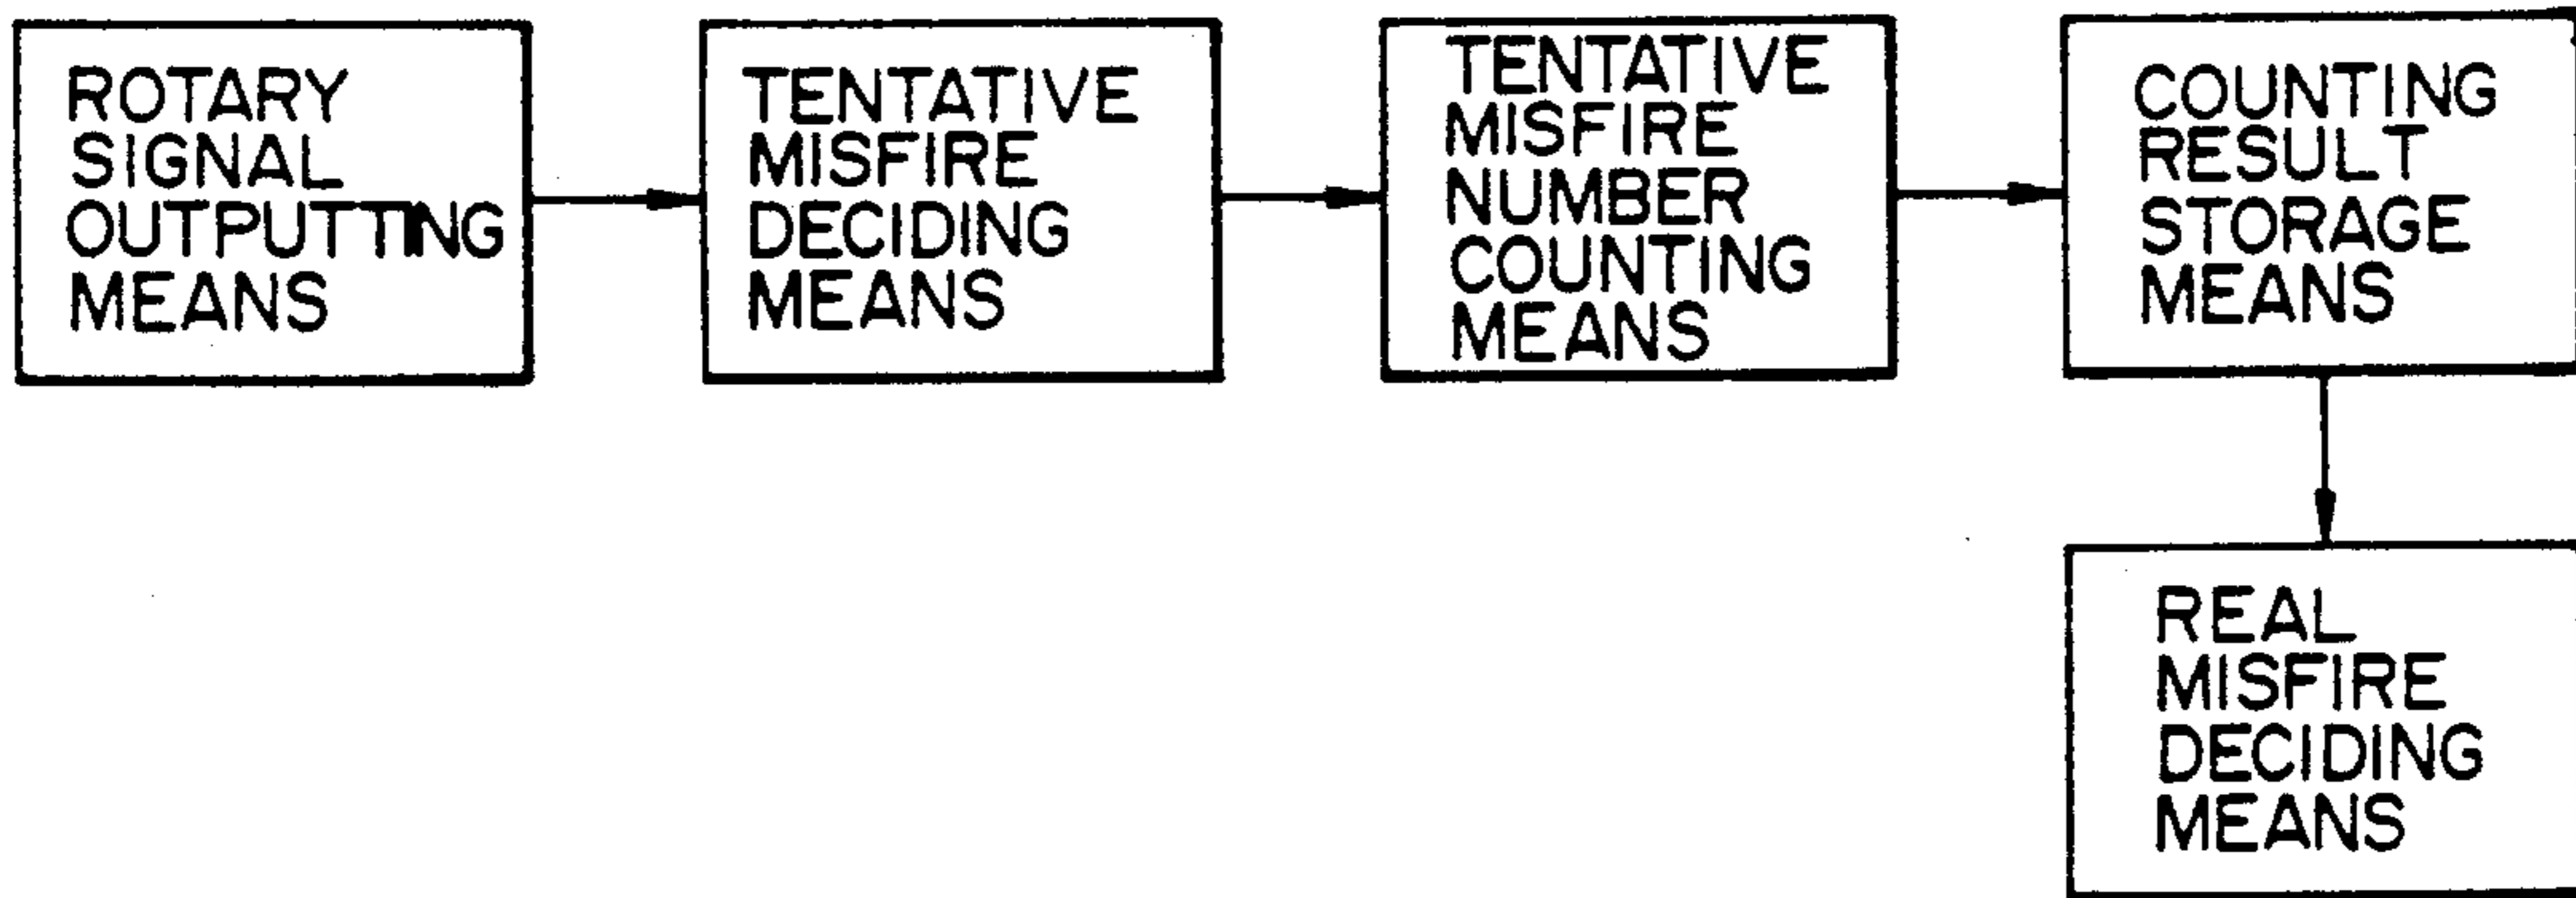 ROTARY
SIGNAL
OUTPUTTING
MEANS
TENTATIVE
MISFIRE
DECIDING
MEANS
TENTATIVE
MISFIRE
NUMBER
COUNTING
MEANS
COUNTING
RESULT
STORAGE
MEANS
REAL
MISFIRE
DECIDING
MEANS